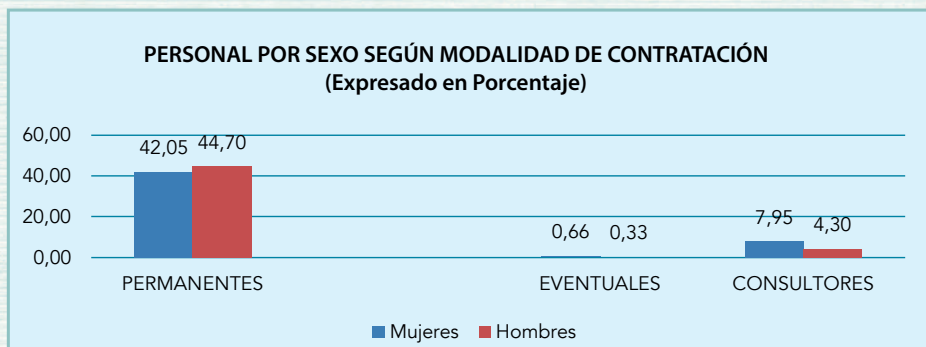 PERSONAL POR SEXO SEGÚN MODALIDAD DE CONTRATACIÓN
(Expresado en Porcentaje)
60,00
42,05 44,70
40,00
20,00
7,95 4,30
0,66 0,33
0,00
PERMANENTES EVENTUALES CONSULTORES
Mujeres Hombres